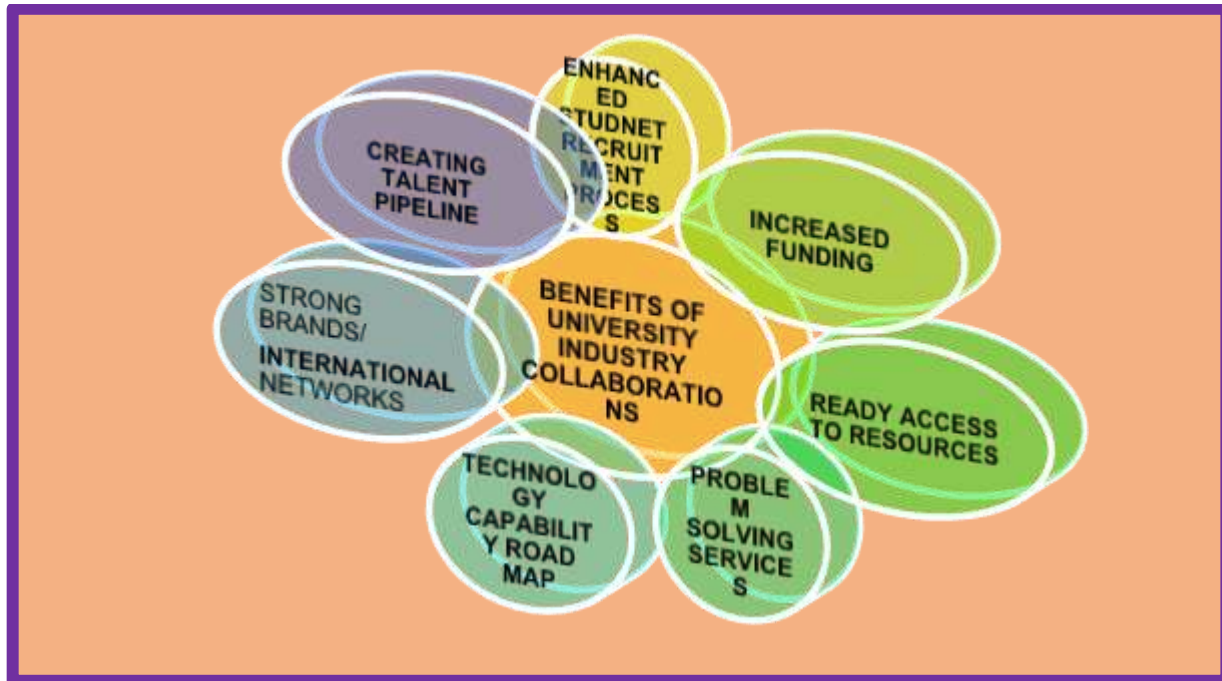 ENHANC
ED
STUDNET
RECRUIT
MENT
PROCES
S
INCREASED
FUNDING
READY ACCESS
TO RESOURCES
PROBLE
M
SOLVING
SERVICE
S
TECHNOLO
GY
CAPABILIT
Y ROAD
MAP
STRONG
BRANDS/
INTERNATIONAL
NETWORKS
CREATING
TALENT
PIPELINE
BENEFITS OF
UNIVERSITY
INDUSTRY
COLLABORATIO
NS